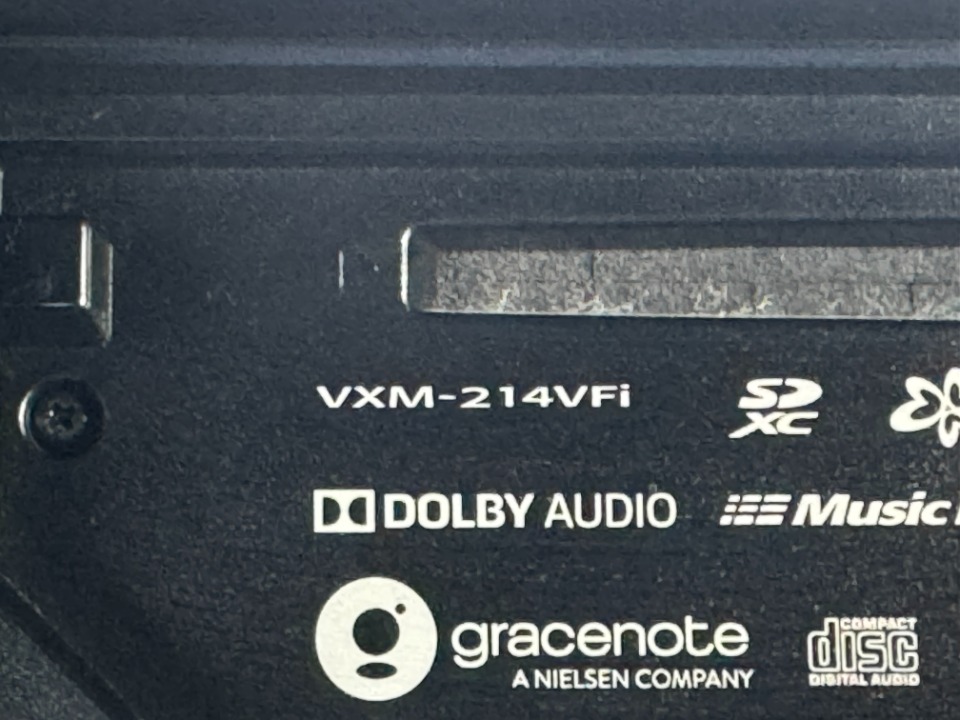 VXM-214VFi
SD
XC
DOLBY AUDIO
Music
gracenote
A NIELSEN COMPANY
COMPACT
disc
DIGITAL AUDIO